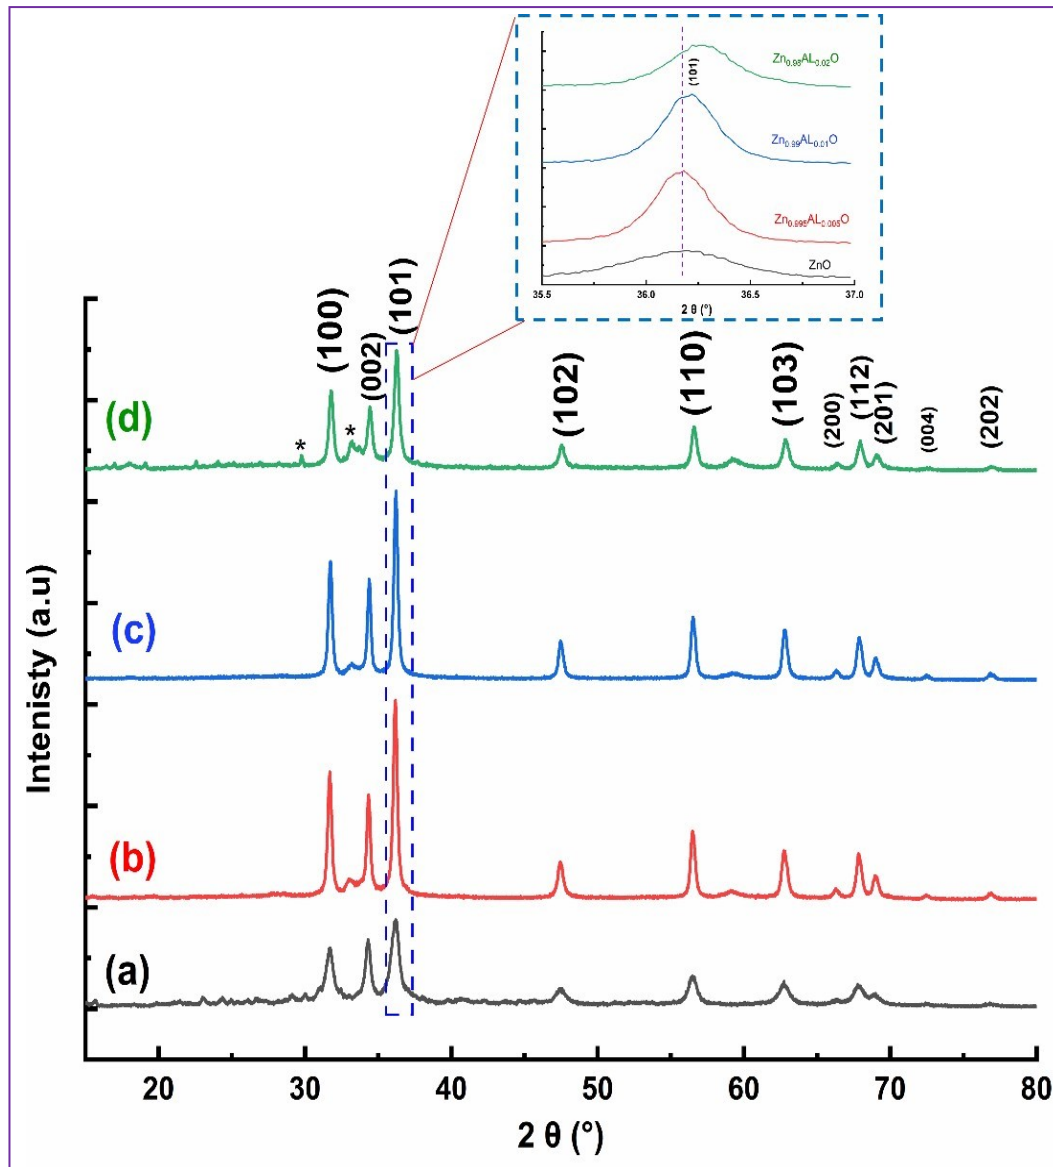 Zn0.98AL0.02O
(101)
Zn0.99AL0.01O
Zn0.995AL0.005O
ZnO
35.5 36.0 36.5 37.0
2 θ (°)
(100)
(002)
(101)
(102)
(110)
(103)
(200)
(112)
(201)
(004)
(202)
(d)
*
*
(c)
(b)
(a)
Intenisty (a.u)
20 30 40 50 60 70 80
2 θ (°)